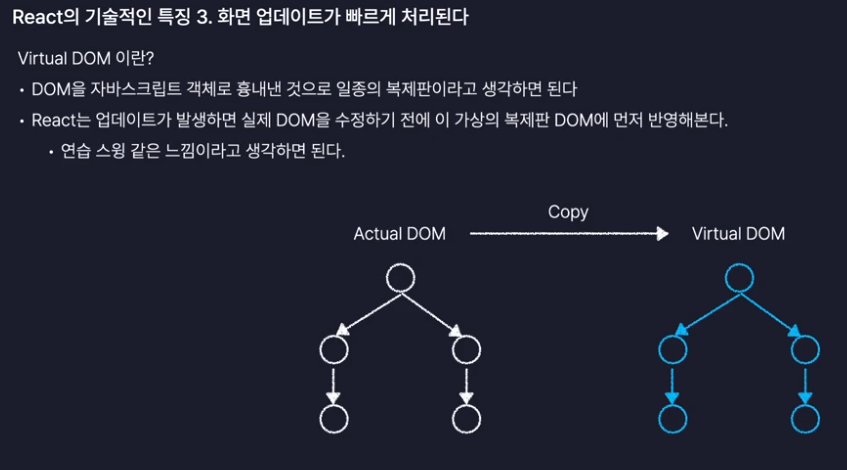 React의 기술적인 특징 3. 화면 업데이트가 빠르게 처리된다
Virtual DOM 이란?
• DOM을 자바스크립트 객체로 흉내낸 것으로 일종의 복제판이라고 생각하면 된다
• React는 업데이트가 발생하면 실제 DOM을 수정하기 전에 이 가상의 복제판 DOM에 먼저 반영해본다.
• 연습 스윙 같은 느낌이라고 생각하면 된다.
Copy
Actual DOM
Virtual DOM